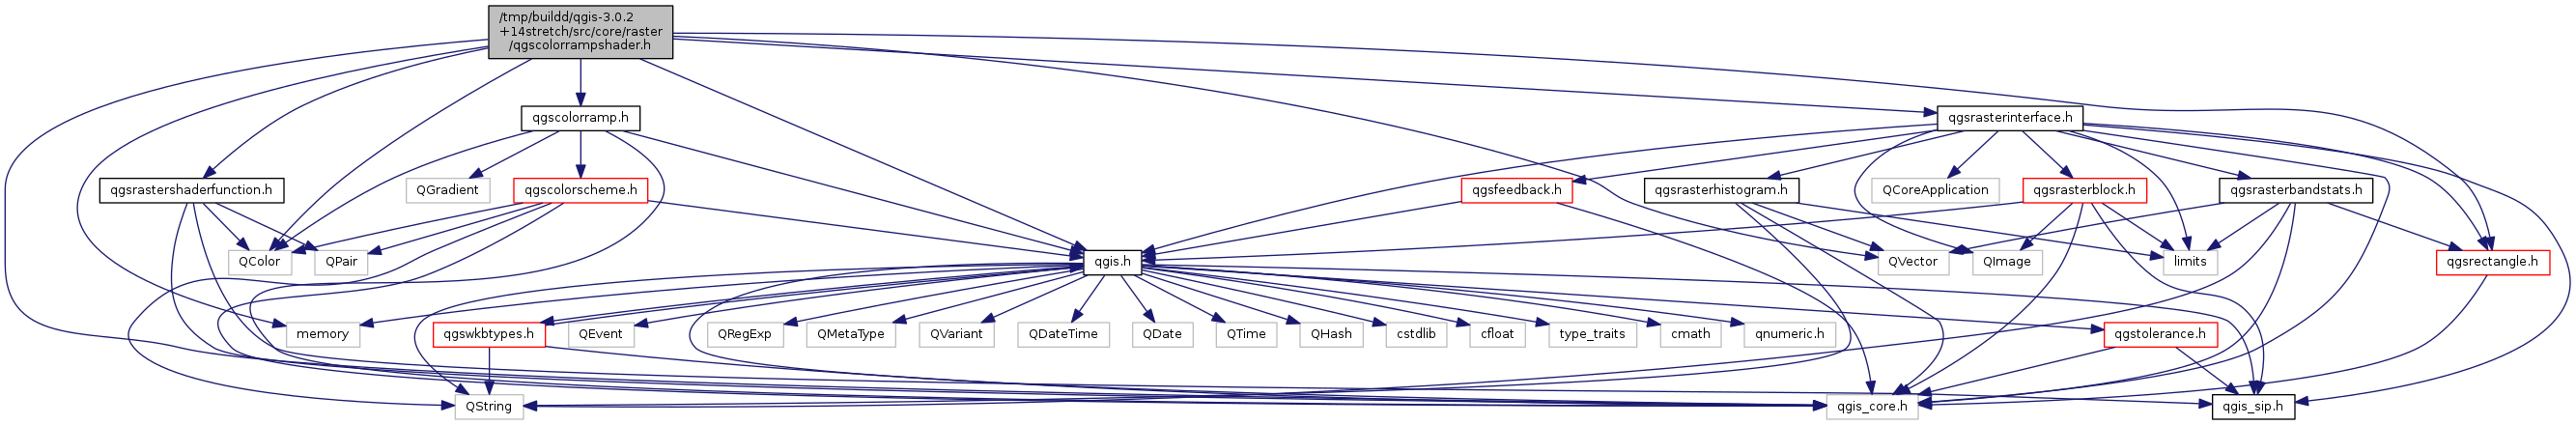 /tmp/buildd/qgis-3.0.2
+14stretch/src/core/raster
/qgscolorrampshader.h
qgscolorramp.h
qgsrasterinterface.h
qgsrastershaderfunction.h
QGradient
qgscolorscheme.h
qgsfeedback.h
qgsrasterhistogram.h
QCoreApplication
qgsrasterblock.h
qgsrasterbandstats.h
QColor
QPair
qgis.h
QVector
QImage
limits
qgsrectangle.h
memory
qgswkbtypes.h
QEvent
QRegExp
QMetaType
QVariant
QDateTime
QDate
QTime
QHash
cstdlib
cfloat
type_traits
cmath
qnumeric.h
qgstolerance.h
QString
qgis_core.h
qgis_sip.h